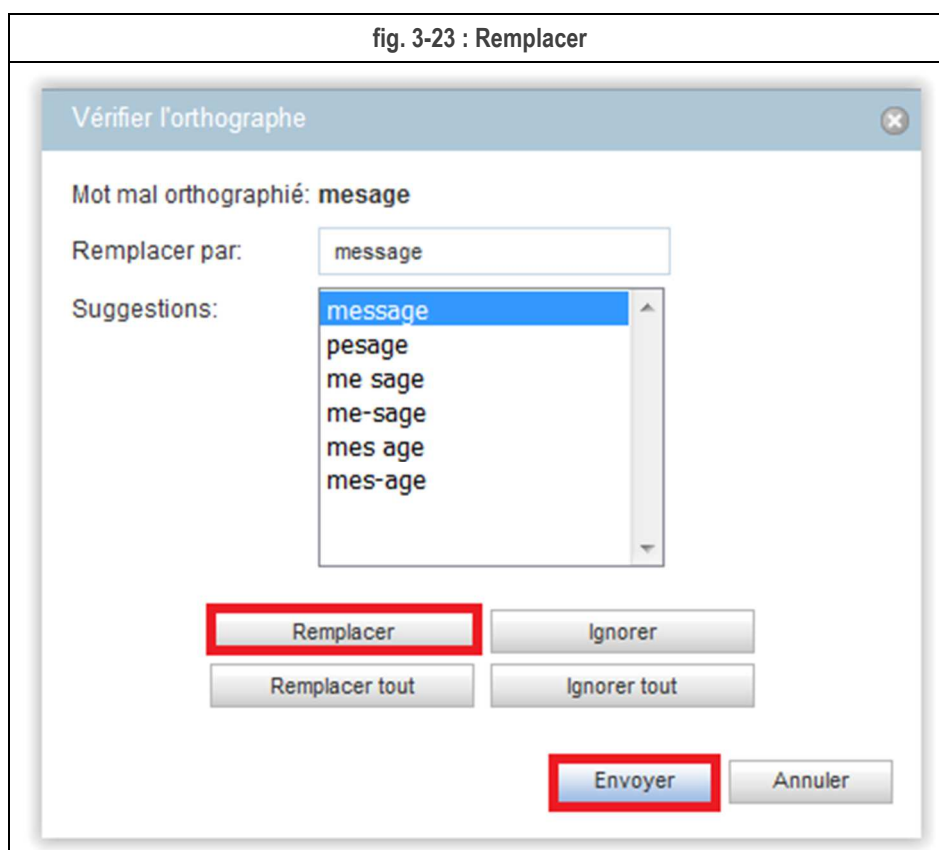 fig. 3-23 : Remplacer
Vérifier l'orthographe
Mot mal orthographié: mesage
Remplacer par: message
Suggestions: message
pesage
me sage
me-sage
mes age
mes-age
Remplacer Ignorer
Remplacer tout Ignorer tout
Envoyer Annuler